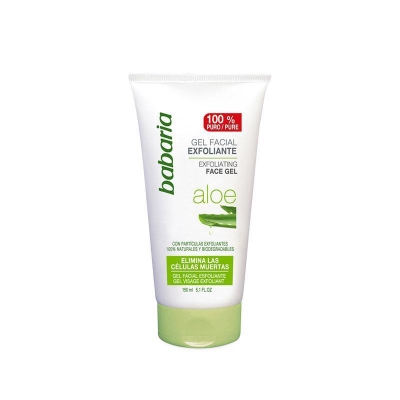 babaria
100 %
PURO / PURE
GEL FACIAL
EXFOLIANTE
EXFOLIATING
FACE GEL
aloe
CON PARTÍCULAS EXFOLIANTES
100% NATURALES Y BIODEGRADABLES
ELIMINA LAS
CÉLULAS MUERTAS
GEL FACIAL ESFOLIANTE
GEL VISAGE EXFOLIANT
150 ml 5.1 FL.OZ